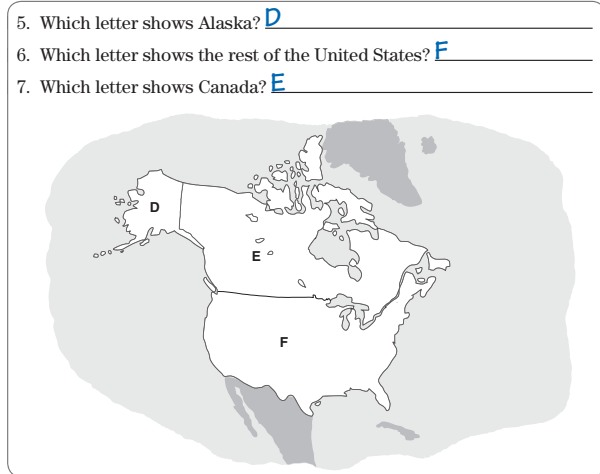 5. Which letter shows Alaska? D
6. Which letter shows the rest of the United States? F
7. Which letter shows Canada? E
D
E
F